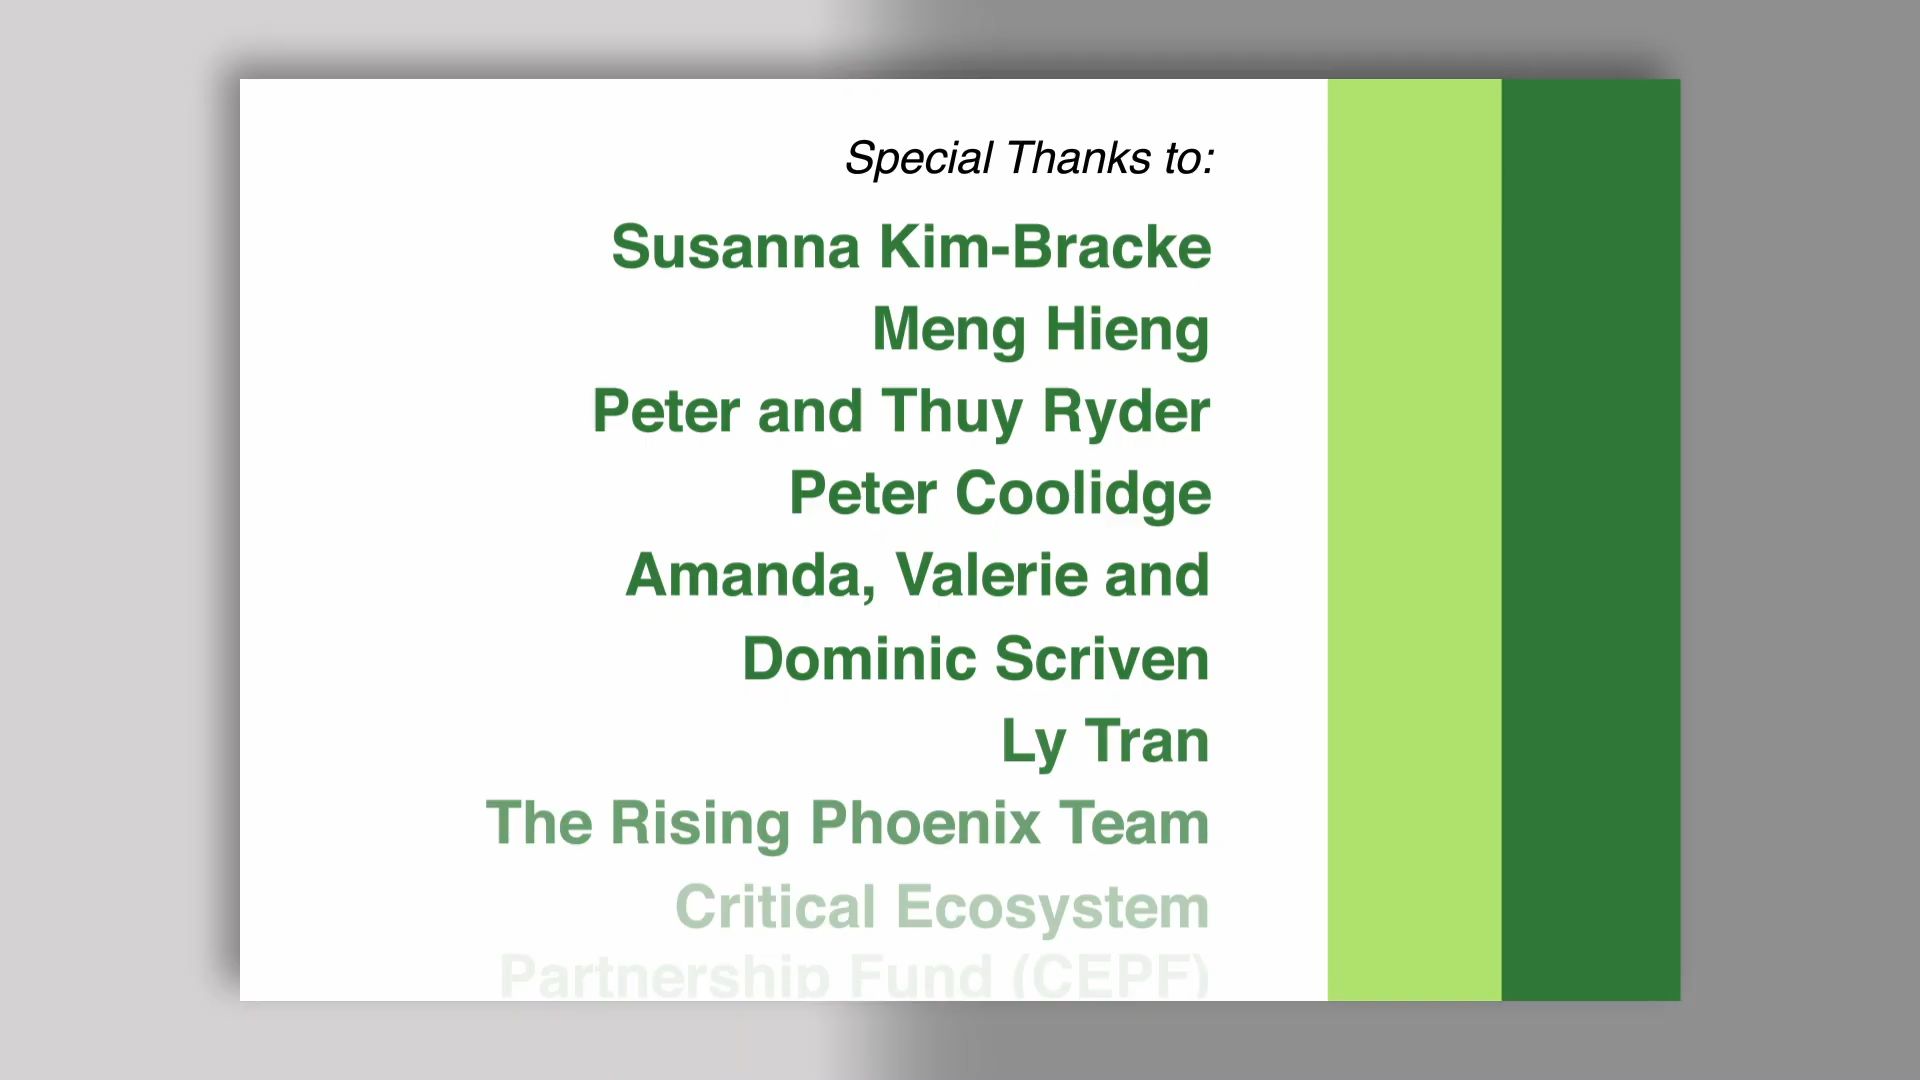 Special Thanks to:
Susanna Kim-Bracke
Meng Hieng
Peter and Thuy Ryder
Peter Coolidge
Amanda, Valerie and
Dominic Scriven
Ly Tran
The Rising Phoenix Team
Critical Ecosystem
Partnership Fund (CEPF)